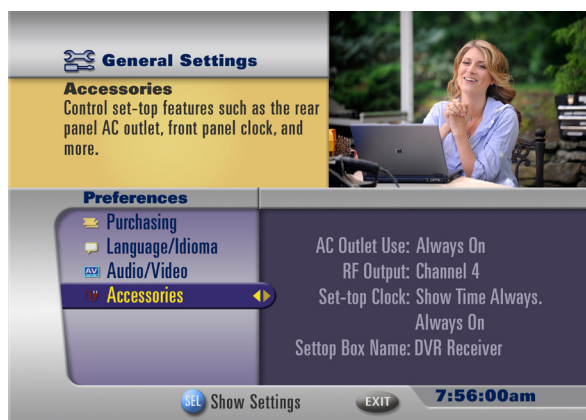 General Settings
Accessories
Control set-top features such as the rear
panel AC outlet, front panel clock, and
more.
Preferences
Purchasing
Language/Idioma
AV Audio/Video
Accessories
AC Outlet Use: Always On
RF Output: Channel 4
Set-top Clock: Show Time Always.
Always On
Settop Box Name: DVR Receiver
SEL Show Settings
EXIT
7:56:00am